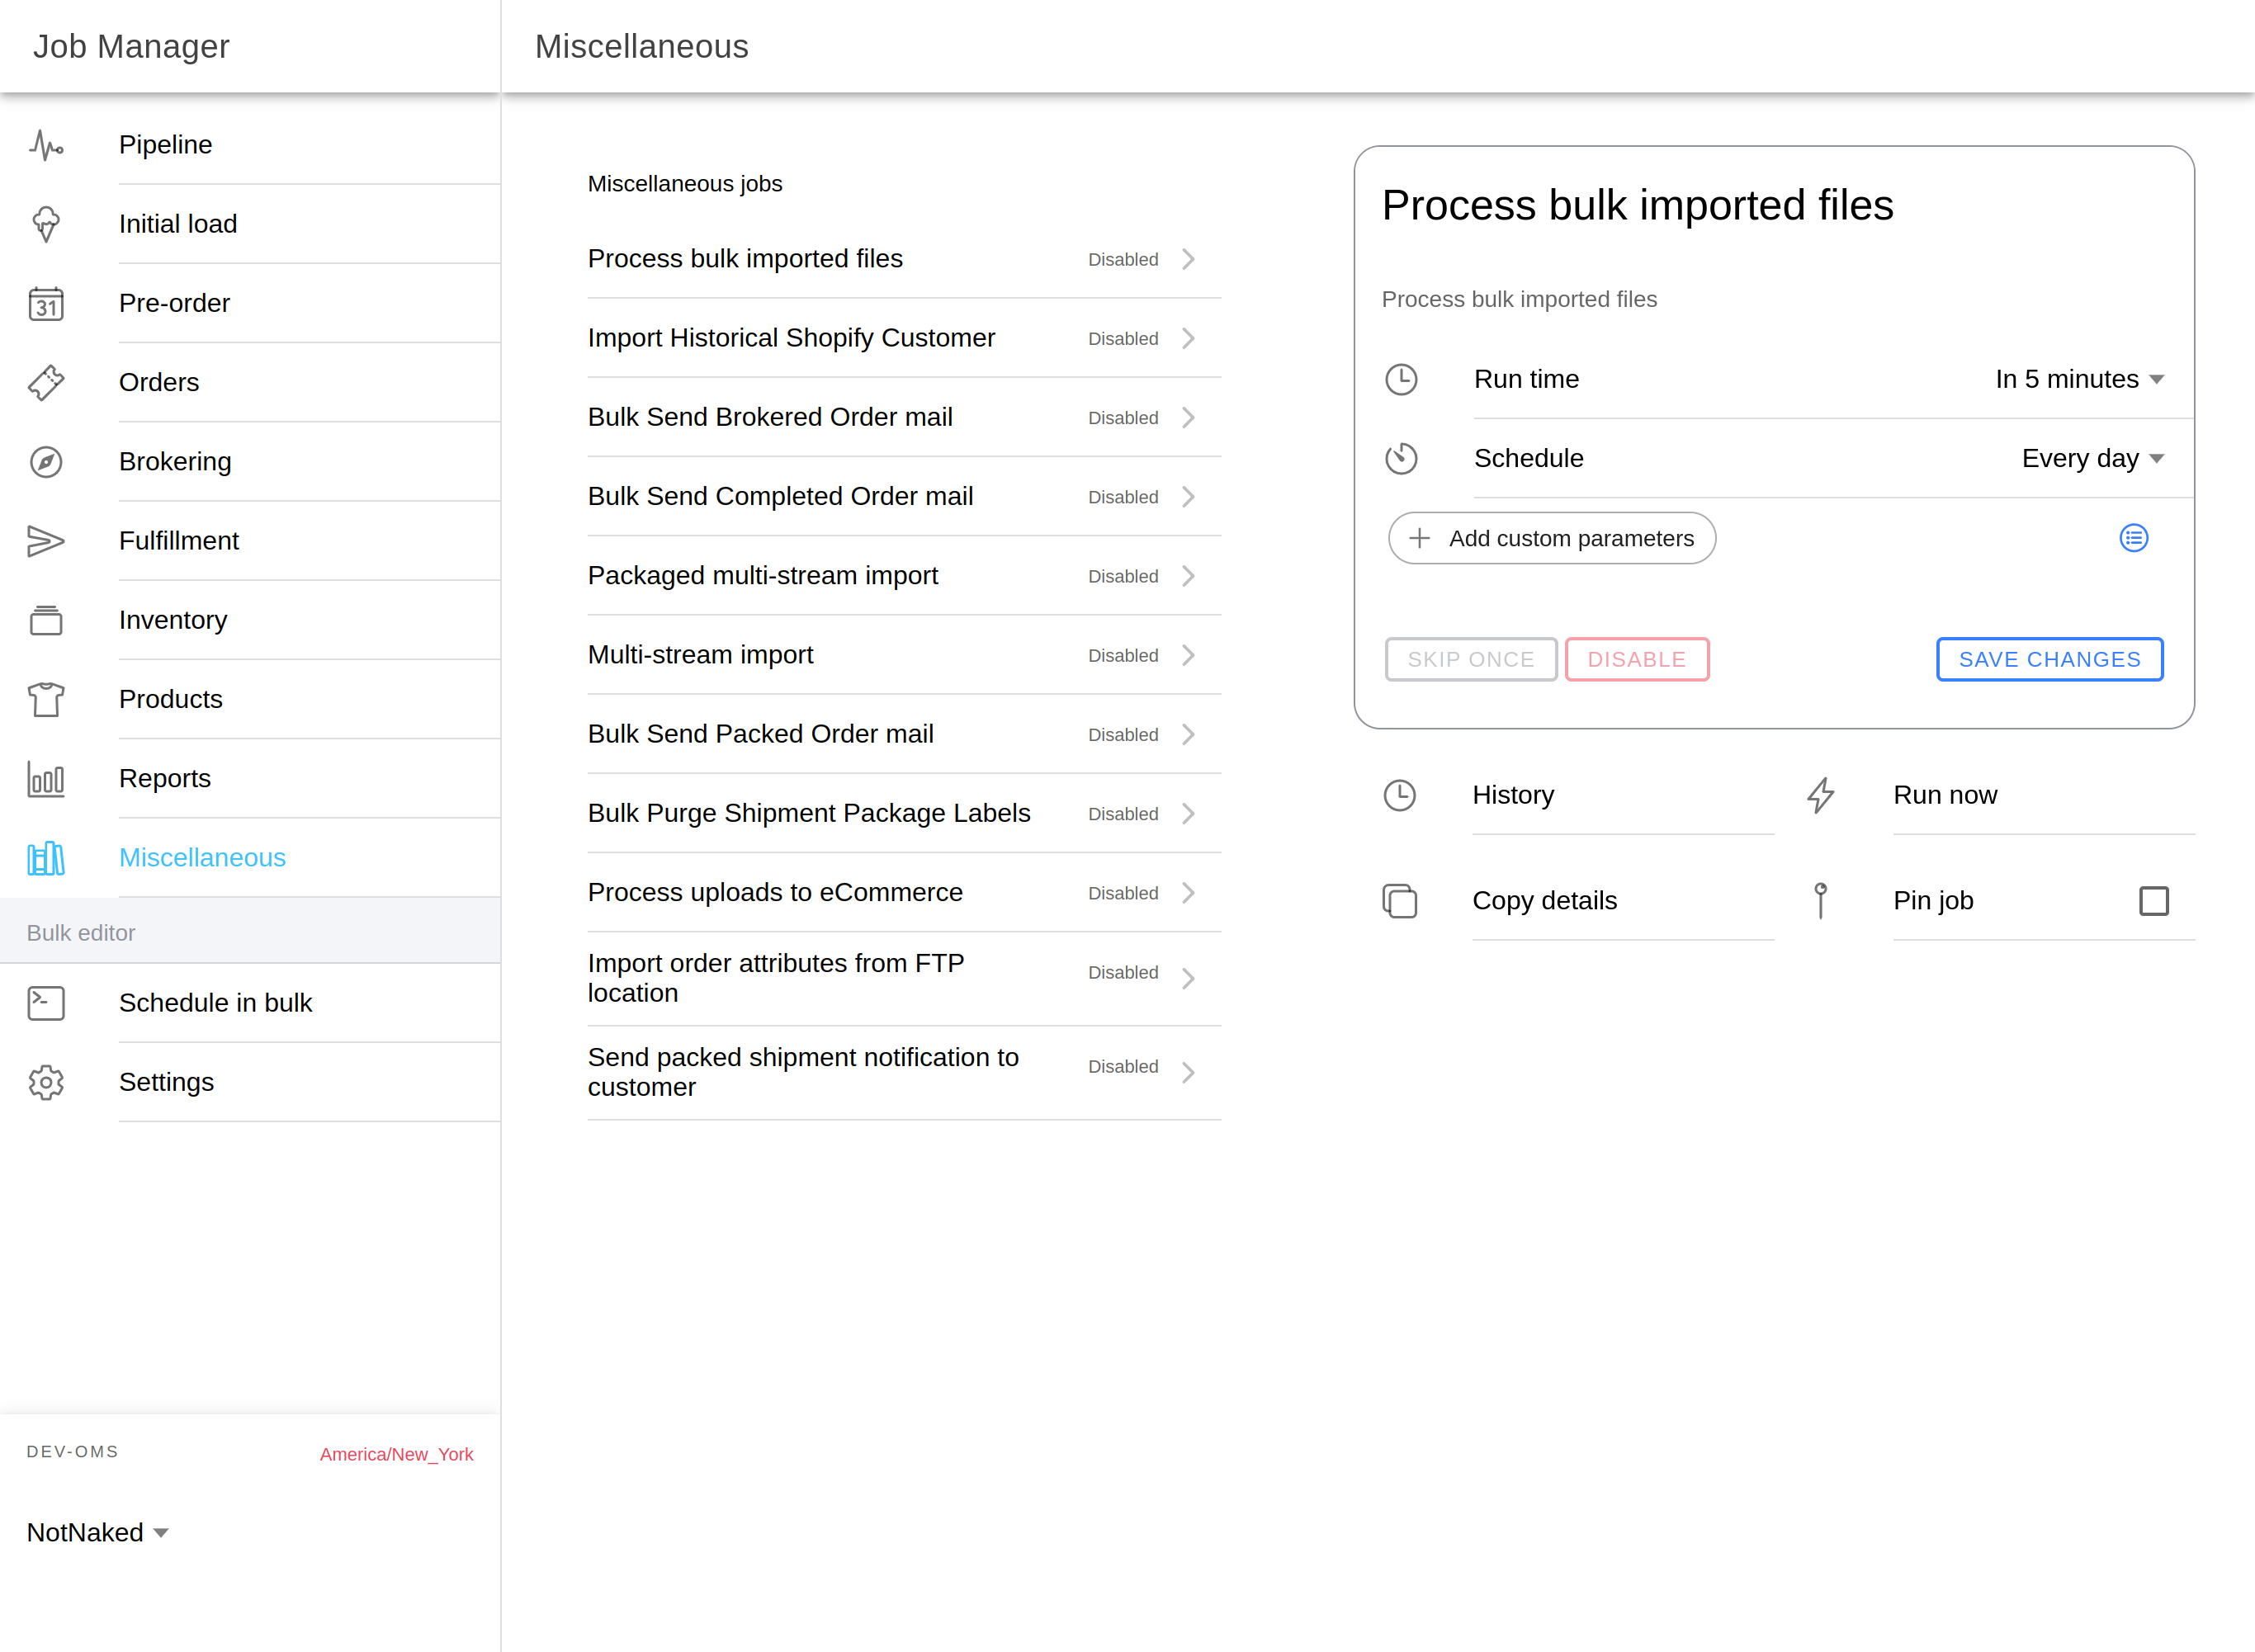 Job Manager
Miscellaneous
Pipeline
Initial load
31
Pre-order
Orders
Brokering
Fulfillment
Inventory
Products
Reports
Miscellaneous
Bulk editor
Schedule in bulk
Settings
DEV-OMS
America/New_York
NotNaked
Miscellaneous jobs
Process bulk imported files
Disabled
Import Historical Shopify Customer
Disabled
Bulk Send Brokered Order mail
Disabled
Bulk Send Completed Order mail
Disabled
Packaged multi-stream import
Disabled
Multi-stream import
Disabled
Bulk Send Packed Order mail
Disabled
Bulk Purge Shipment Package Labels
Disabled
Process uploads to eCommerce
Disabled
Import order attributes from FTP
location
Disabled
Send packed shipment notification to
customer
Disabled
Process bulk imported files
Process bulk imported files
Run time
In 5 minutes
Schedule
Every day
Add custom parameters
SKIP ONCE
DISABLE
SAVE CHANGES
History
Run now
Copy details
Pin job